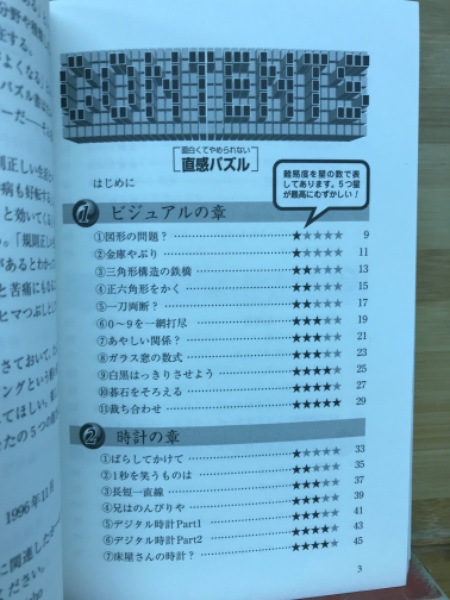 CONTENTS
面白くてやめられない
直感パズル
難易度を星の数で表
してあります。5つ星
が最高にむずかしい!
はじめに
1 ビジュアルの章
①図形の問題? ★★★★★ 9
②金庫やぶり ★★★★★ 11
③三角形構造の鉄橋 ★★★★★ 13
④正六角形をかく ★★★★★ 15
⑤一刀両断? ★★★★★ 17
⑥0〜9を一網打尽 ★★★★★ 19
⑦あやしい関係? ★★★★★ 21
⑧ガラス窓の数式 ★★★★★ 23
⑨白黒はっきりさせよう ★★★★★ 25
⑩碁石をそろえる ★★★★★ 27
⑪裁ち合わせ ★★★★★ 29
2 時計の章
①ばらしてかけて ★★★★★ 33
②1秒を笑うものは ★★★★★ 35
③長短一直線 ★★★★★ 37
④兄はのんびりや ★★★★★ 39
⑤デジタル時計Part1 ★★★★★ 41
⑥デジタル時計Part2 ★★★★★ 43
⑦床屋さんの時計? ★★★★★ 45
3
1996年11月